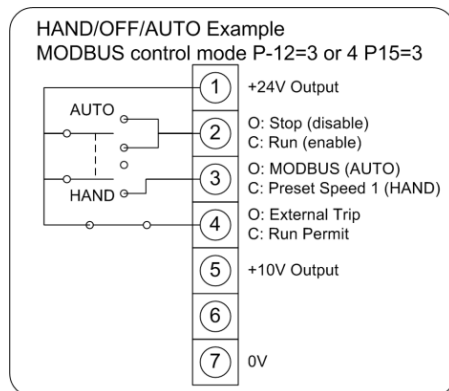 HAND/OFF/AUTO Example
MODBUS control mode P-12=3 or 4 P15=3
1 +24V Output
AUTO
2 O: Stop (disable)
C: Run (enable)
3 O: MODBUS (AUTO)
C: Preset Speed 1 (HAND)
HAND
4 O: External Trip
C: Run Permit
5 +10V Output
6
7 0V